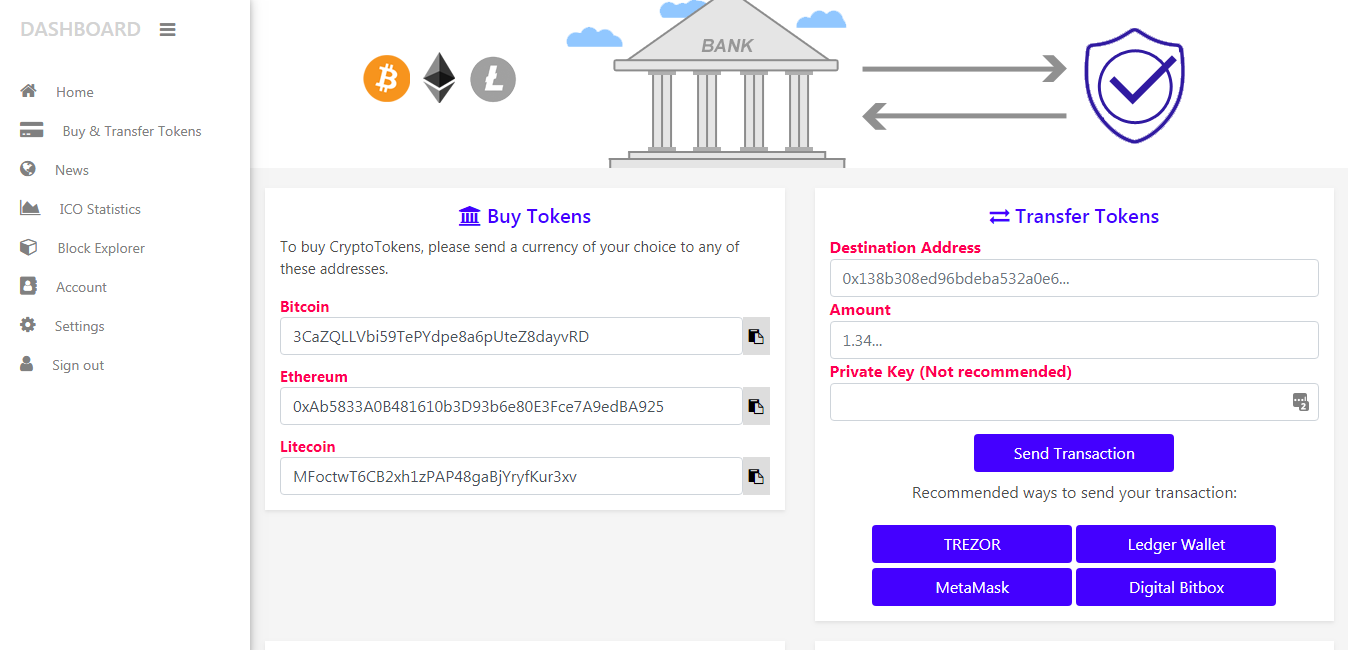 DASHBOARD
Home
Buy & Transfer Tokens
News
ICO Statistics
Block Explorer
Account
Settings
Sign out
BANK
Buy Tokens
To buy CryptoTokens, please send a currency of your choice to any of
these addresses.
Bitcoin
3CaZQLLVbi59TePYdpe8a6pUteZ8dayvRD
Ethereum
0xAb5833A0B481610b3D93b6e80E3Fce7A9edBA925
Litecoin
MFoctwT6CB2xh1zPAP48gaBjYryfKur3xv
Transfer Tokens
Destination Address
0x138b308ed96bdeba532a0e6...
Amount
1.34...
Private Key (Not recommended)
2
Send Transaction
Recommended ways to send your transaction:
TREZOR
Ledger Wallet
MetaMask
Digital Bitbox